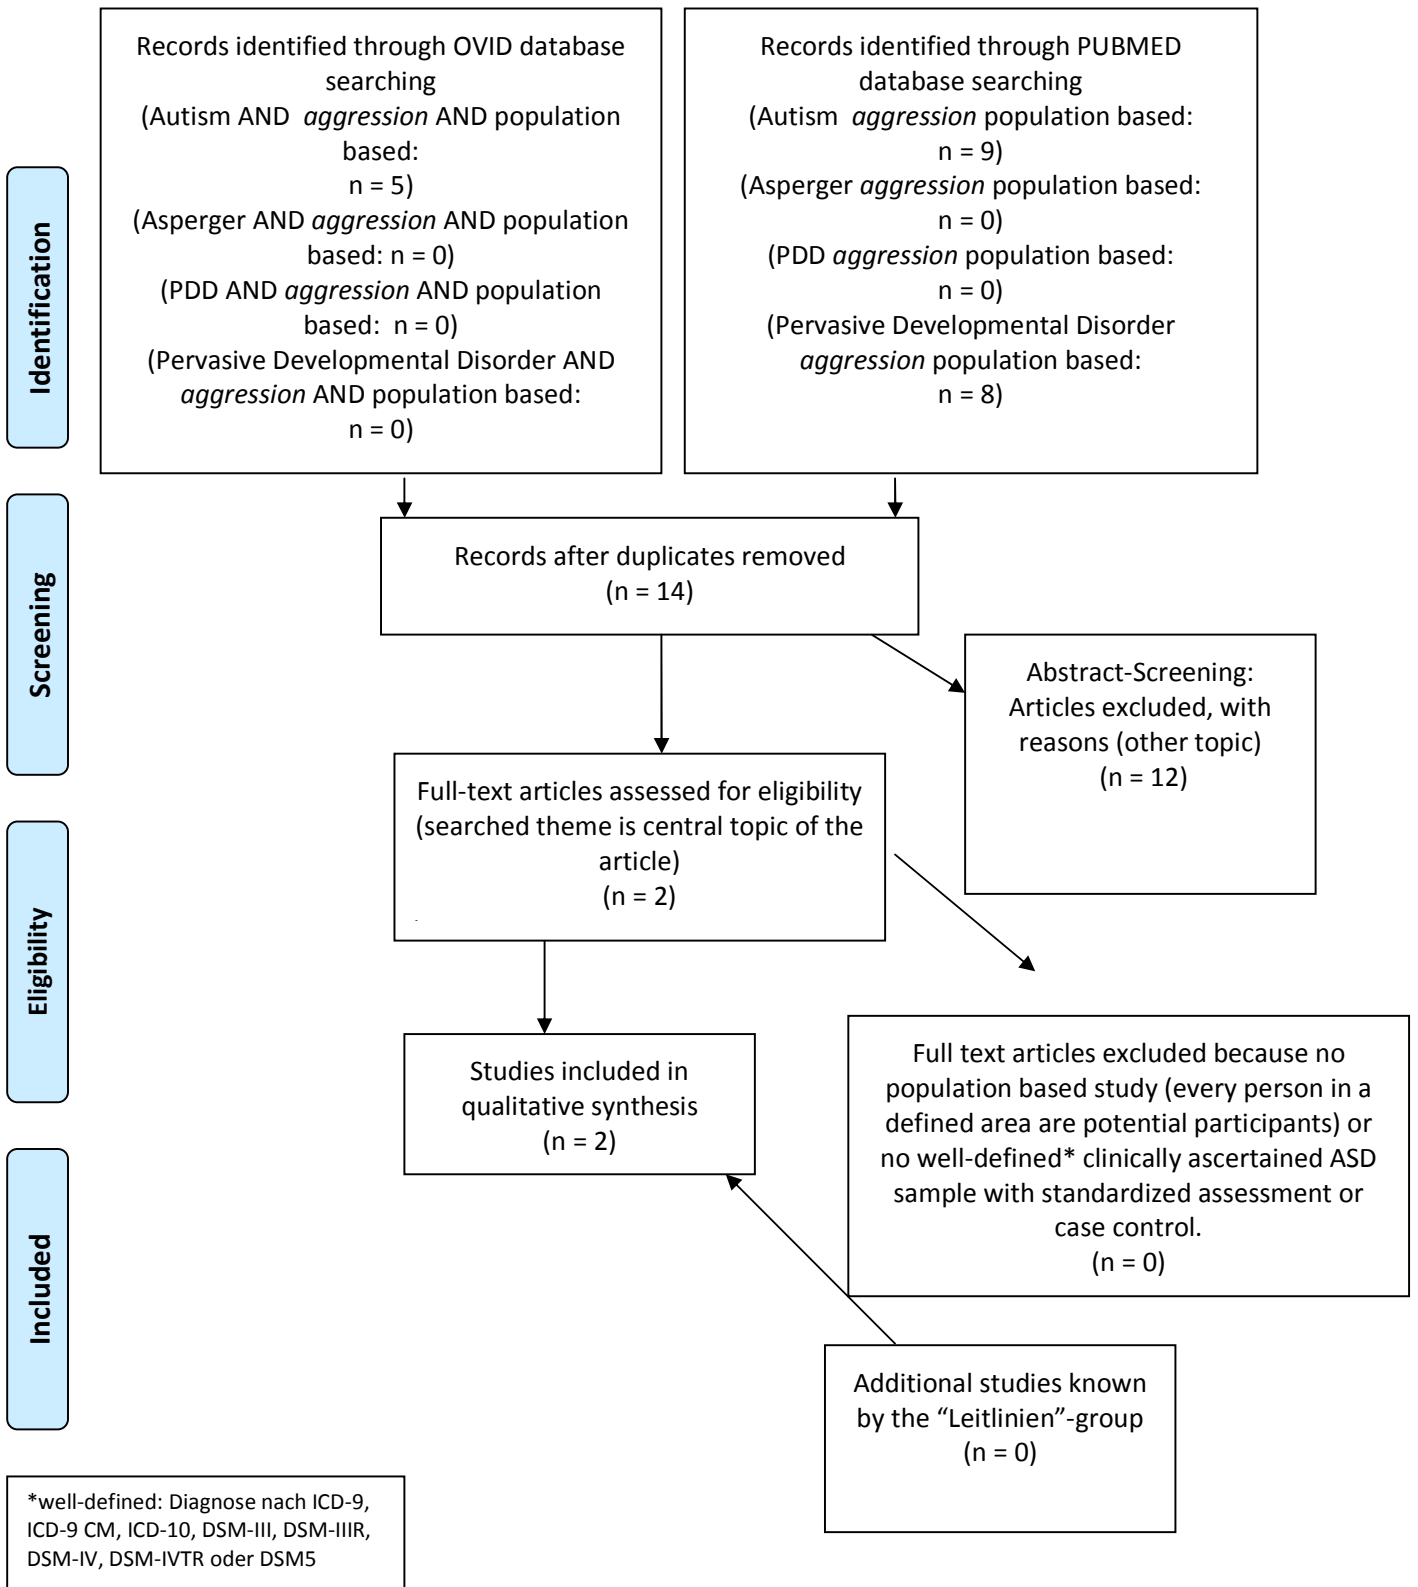 Records identified through OVID database
searching
(Autism AND aggression AND population
based:
n = 5)
(Asperger AND aggression AND population
based: n = 0)
(PDD AND aggression AND population
based: n = 0)
(Pervasive Developmental Disorder AND
aggression AND population based:
n = 0)
Records identified through PUBMED
database searching
(Autism aggression population based:
n = 9)
(Asperger aggression population based:
n = 0)
(PDD aggression population based:
n = 0)
(Pervasive Developmental Disorder
aggression population based:
n = 8)
Identification
Screening
Records after duplicates removed
(n = 14)
Abstract-Screening:
Articles excluded, with
reasons (other topic)
(n = 12)
Full-text articles assessed for eligibility
(searched theme is central topic of the
article)
(n = 2)
Eligibility
Studies included in
qualitative synthesis
(n = 2)
Full text articles excluded because no
population based study (every person in a
defined area are potential participants) or
no well-defined* clinically ascertained ASD
sample with standardized assessment or
case control.
(n = 0)
Included
Additional studies known
by the “Leitlinien”-group
(n = 0)
*well-defined: Diagnose nach ICD-9,
ICD-9 CM, ICD-10, DSM-III, DSM-IIIR,
DSM-IV, DSM-IVTR oder DSM5